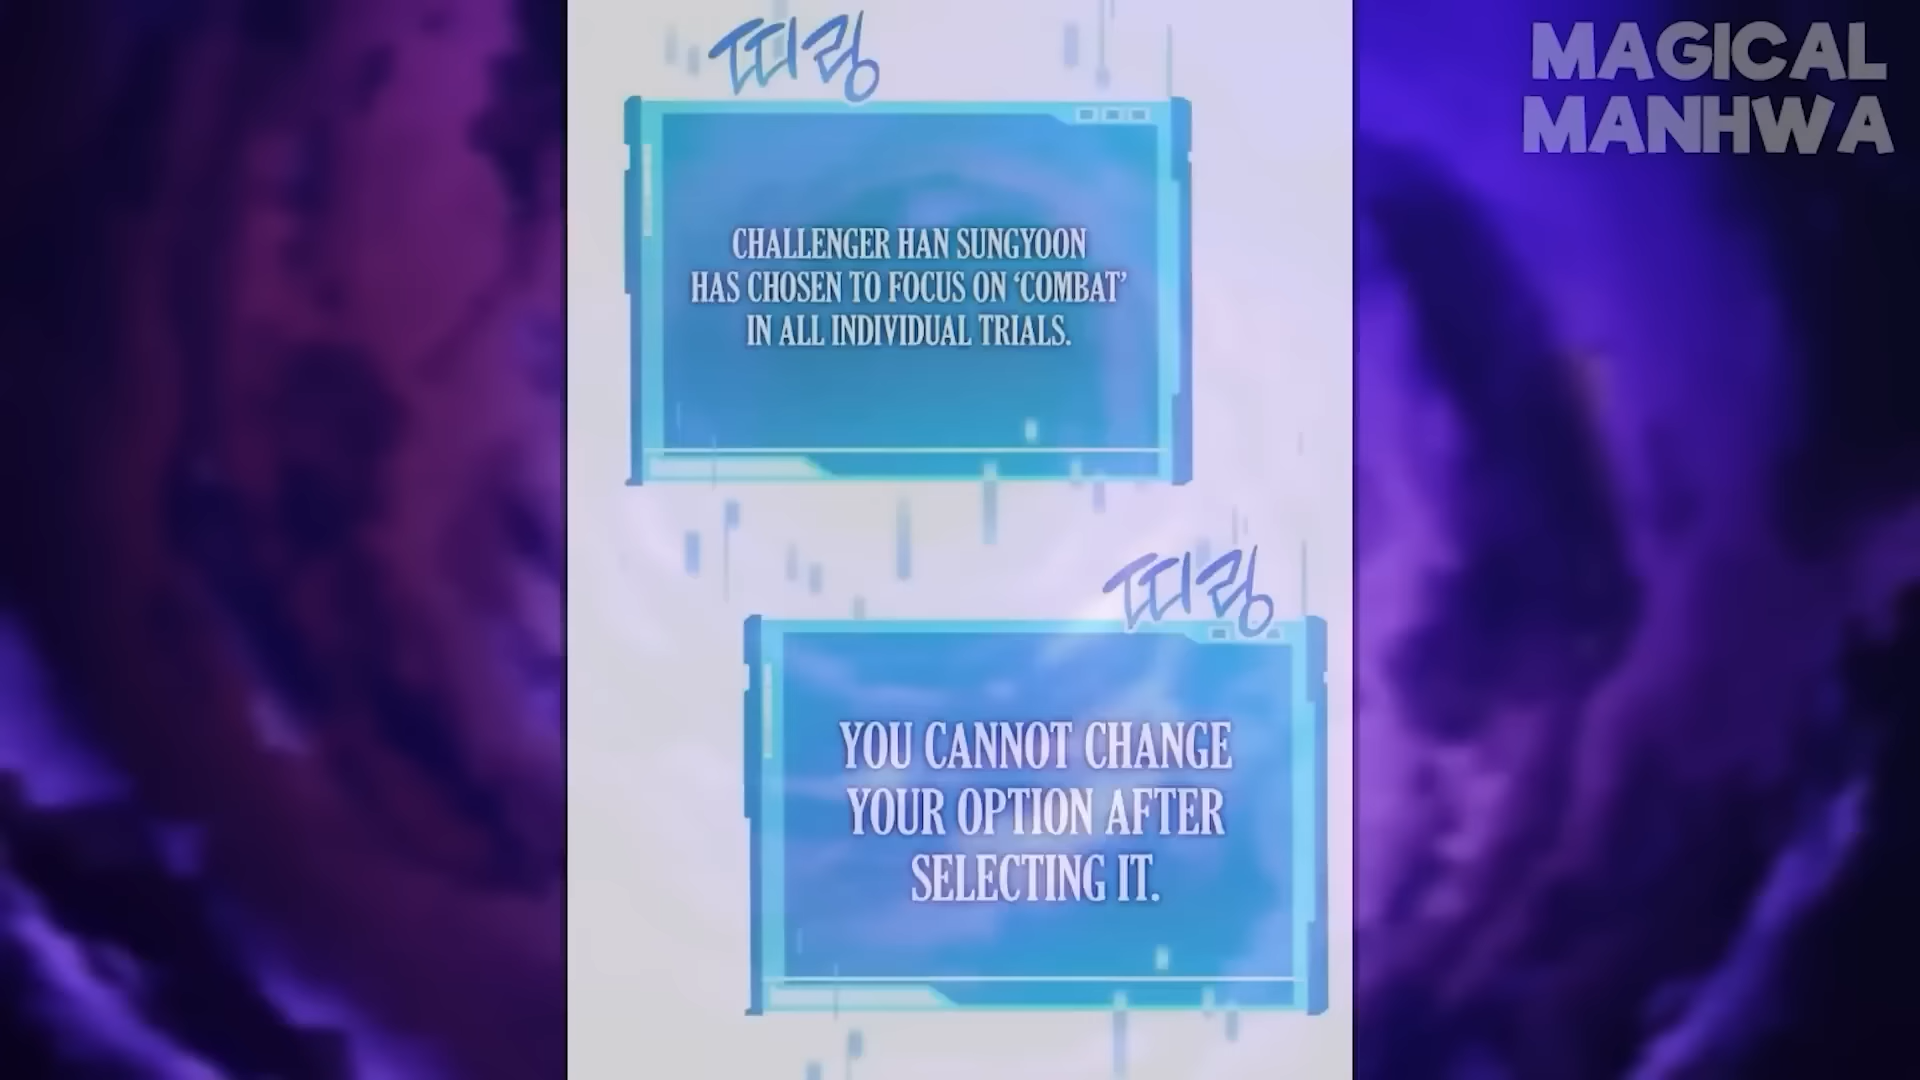 띠링
MAGICAL
MANHWA
CHALLENGER HAN SUNGYOON
HAS CHOSEN TO FOCUS ON ‘COMBAT’
IN ALL INDIVIDUAL TRIALS.
띠링
YOU CANNOT CHANGE
YOUR OPTION AFTER
SELECTING IT.